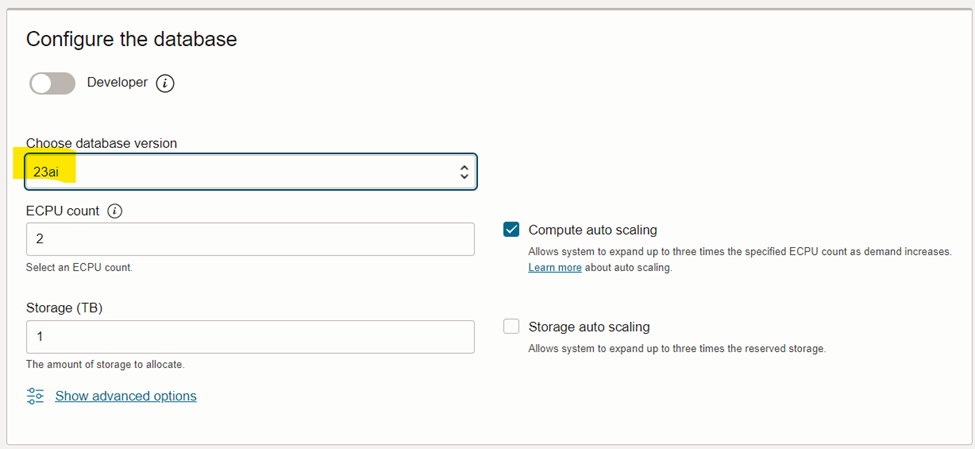 Configure the database
Developer i
Choose database version
23ai
ECPU count i
2
Select an ECPU count.
Compute auto scaling
Allows system to expand up to three times the specified ECPU count as demand increases.
Learn more about auto scaling.
Storage (TB)
1
The amount of storage to allocate.
Storage auto scaling
Allows system to expand up to three times the reserved storage.
Show advanced options